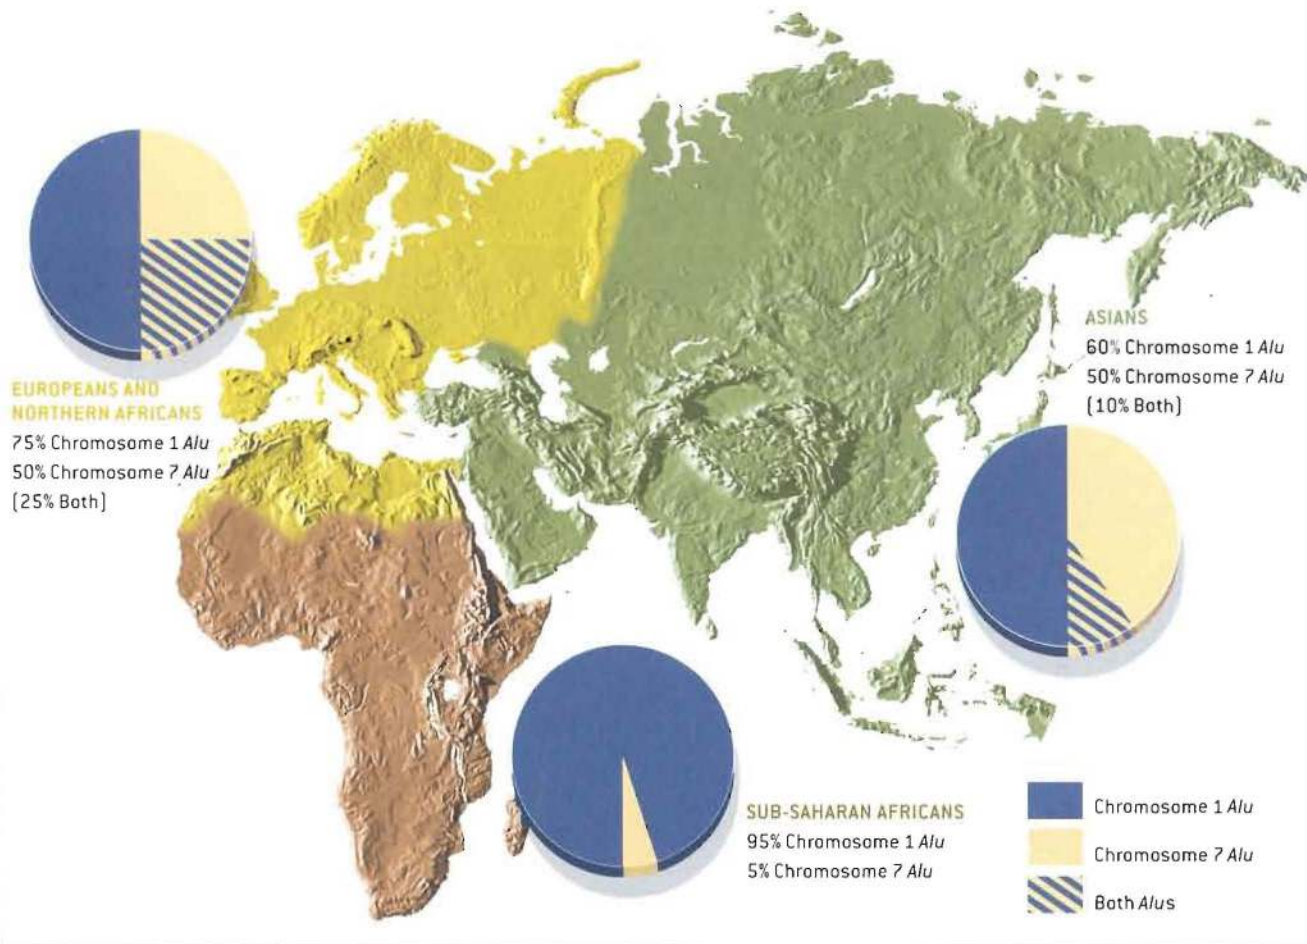 EUROPEANS AND
NORTHERN AFRICANS
75% Chromosome 1 Alu
50% Chromosome 7 Alu
(25% Both)
ASIANS
60% Chromosome 1 Alu
50% Chromosome 7 Alu
(10% Both)
SUB-SAHARAN AFRICANS
95% Chromosome 1 Alu
5% Chromosome 7 Alu
Chromosome 1 Alu
Chromosome 7 Alu
Both Alus